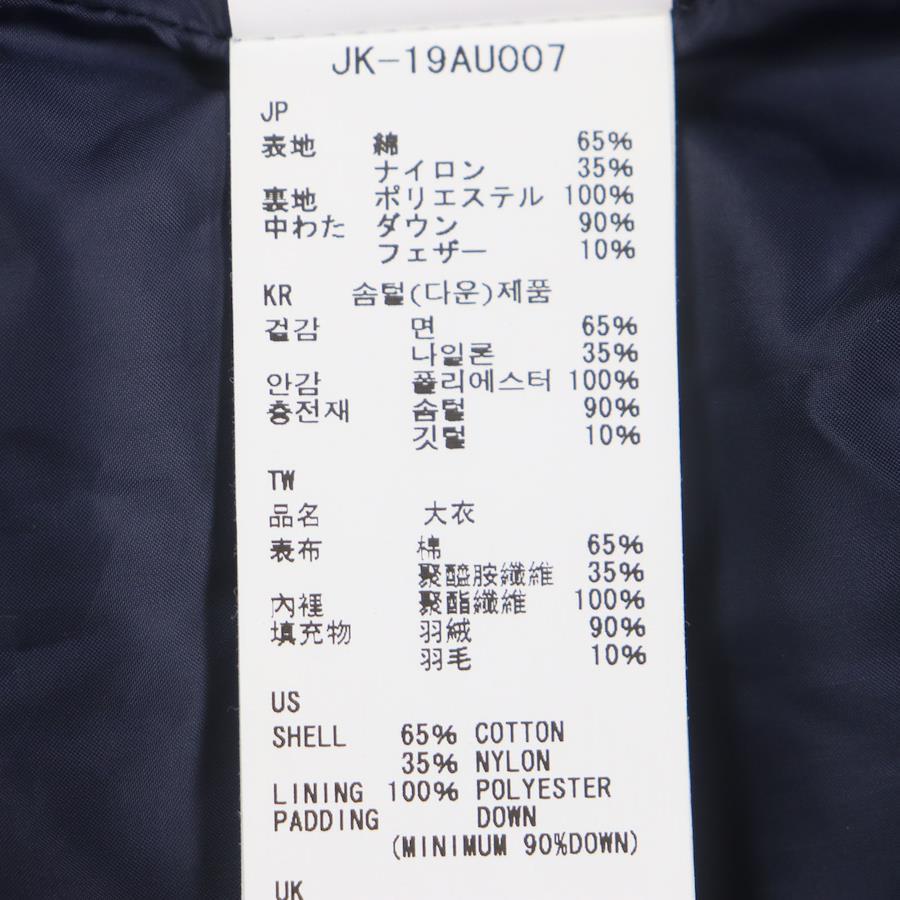 JK-19AU007
JP
表地 綿 65%
ナイロン 35%
裏地 ポリエステル 100%
中わた ダウン 90%
フェザー 10%
KR 솜털(다운)제품
겉감 면 65%
나일론 35%
안감 폴리에스터 100%
충전재 솜털 90%
깃털 10%
TW
品名 大衣
表布 棉 65%
聚醯胺纖維 35%
內裡 聚酯纖維 100%
填充物 羽絨 90%
羽毛 10%
US
SHELL 65% COTTON
35% NYLON
LINING 100% POLYESTER
PADDING DOWN
(MINIMUM 90%DOWN)
UK